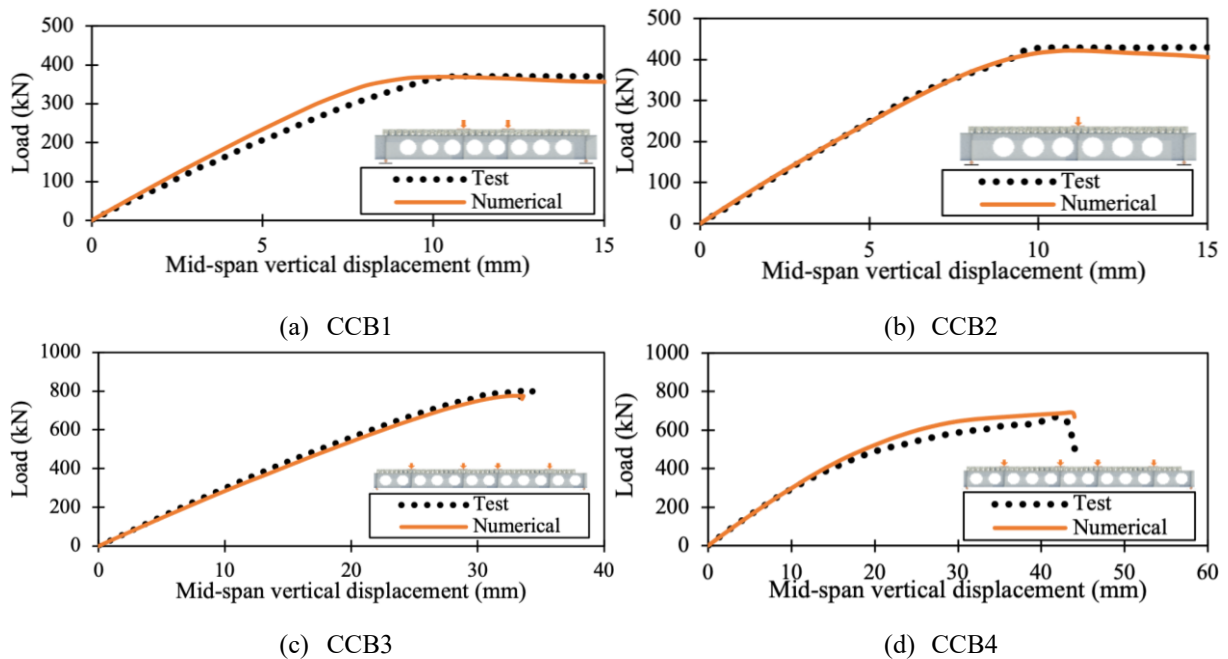 500
400
300
200
100
0
Load (kN)
0 5 10 15
Mid-span vertical displacement (mm)
Test
Numerical
(a) CCB1
500
400
300
200
100
0
Load (kN)
0 5 10 15
Mid-span vertical displacement (mm)
Test
Numerical
(b) CCB2
1000
800
600
400
200
0
Load (kN)
0 10 20 30 40
Mid-span vertical displacement (mm)
Test
Numerical
(c) CCB3
1000
800
600
400
200
0
Load (kN)
0 10 20 30 40 50 60
Mid-span vertical displacement (mm)
Test
Numerical
(d) CCB4